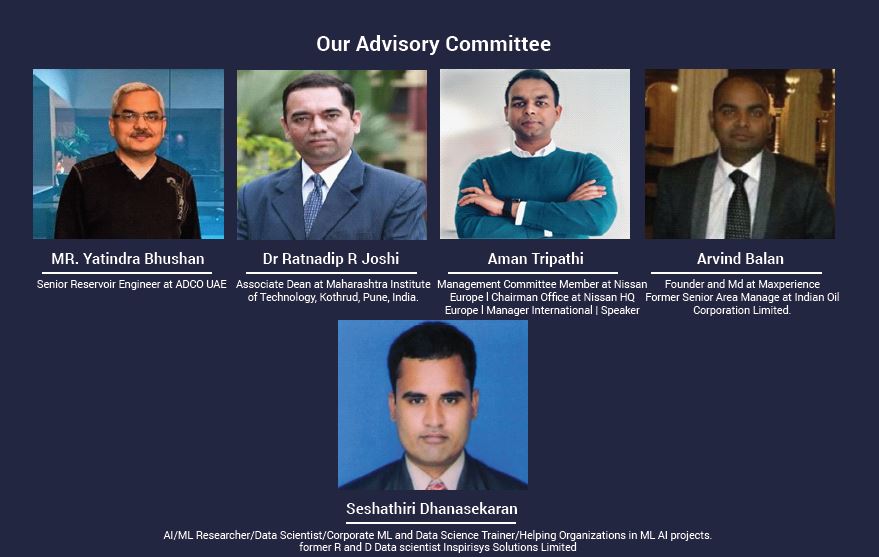 Our Advisory Committee
MR. Yatindra Bhushan
Senior Reservoir Engineer at ADCO UAE
Dr Ratnadip R Joshi
Associate Dean at Maharashtra Institute
of Technology, Kothrud, Pune, India.
Aman Tripathi
Management Committee Member at Nissan
Europe l Chairman Office at Nissan HQ
Europe l Manager International | Speaker
Arvind Balan
Founder and Md at Maxperience
Former Senior Area Manage at Indian Oil
Corporation Limited.
Seshathiri Dhanasekaran
AI/ML Researcher/Data Scientist/Corporate ML and Data Science Trainer/Helping Organizations in ML AI projects.
former R and D Data scientist Inspirisys Solutions Limited